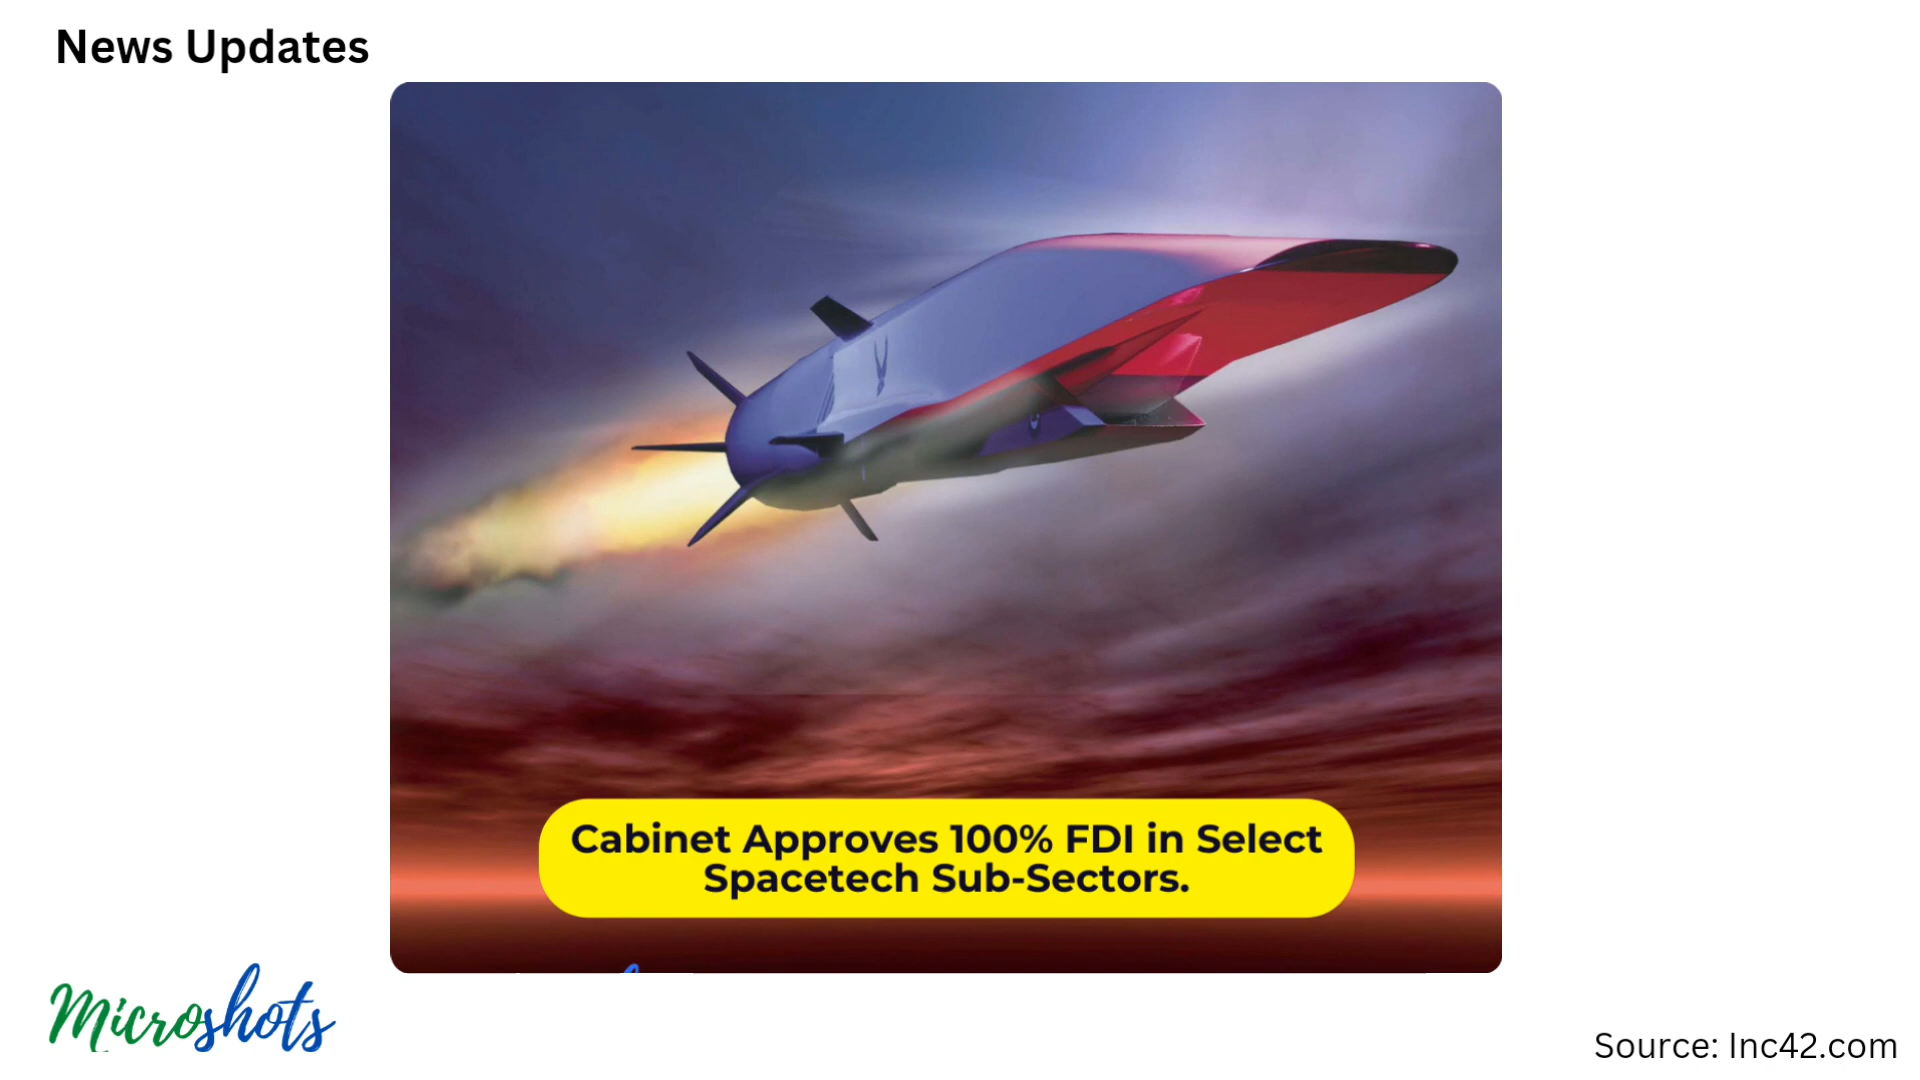 News Updates
Cabinet Approves 100% FDI in Select
Spacetech Sub-Sectors.
Microshots
Source: Inc42.com